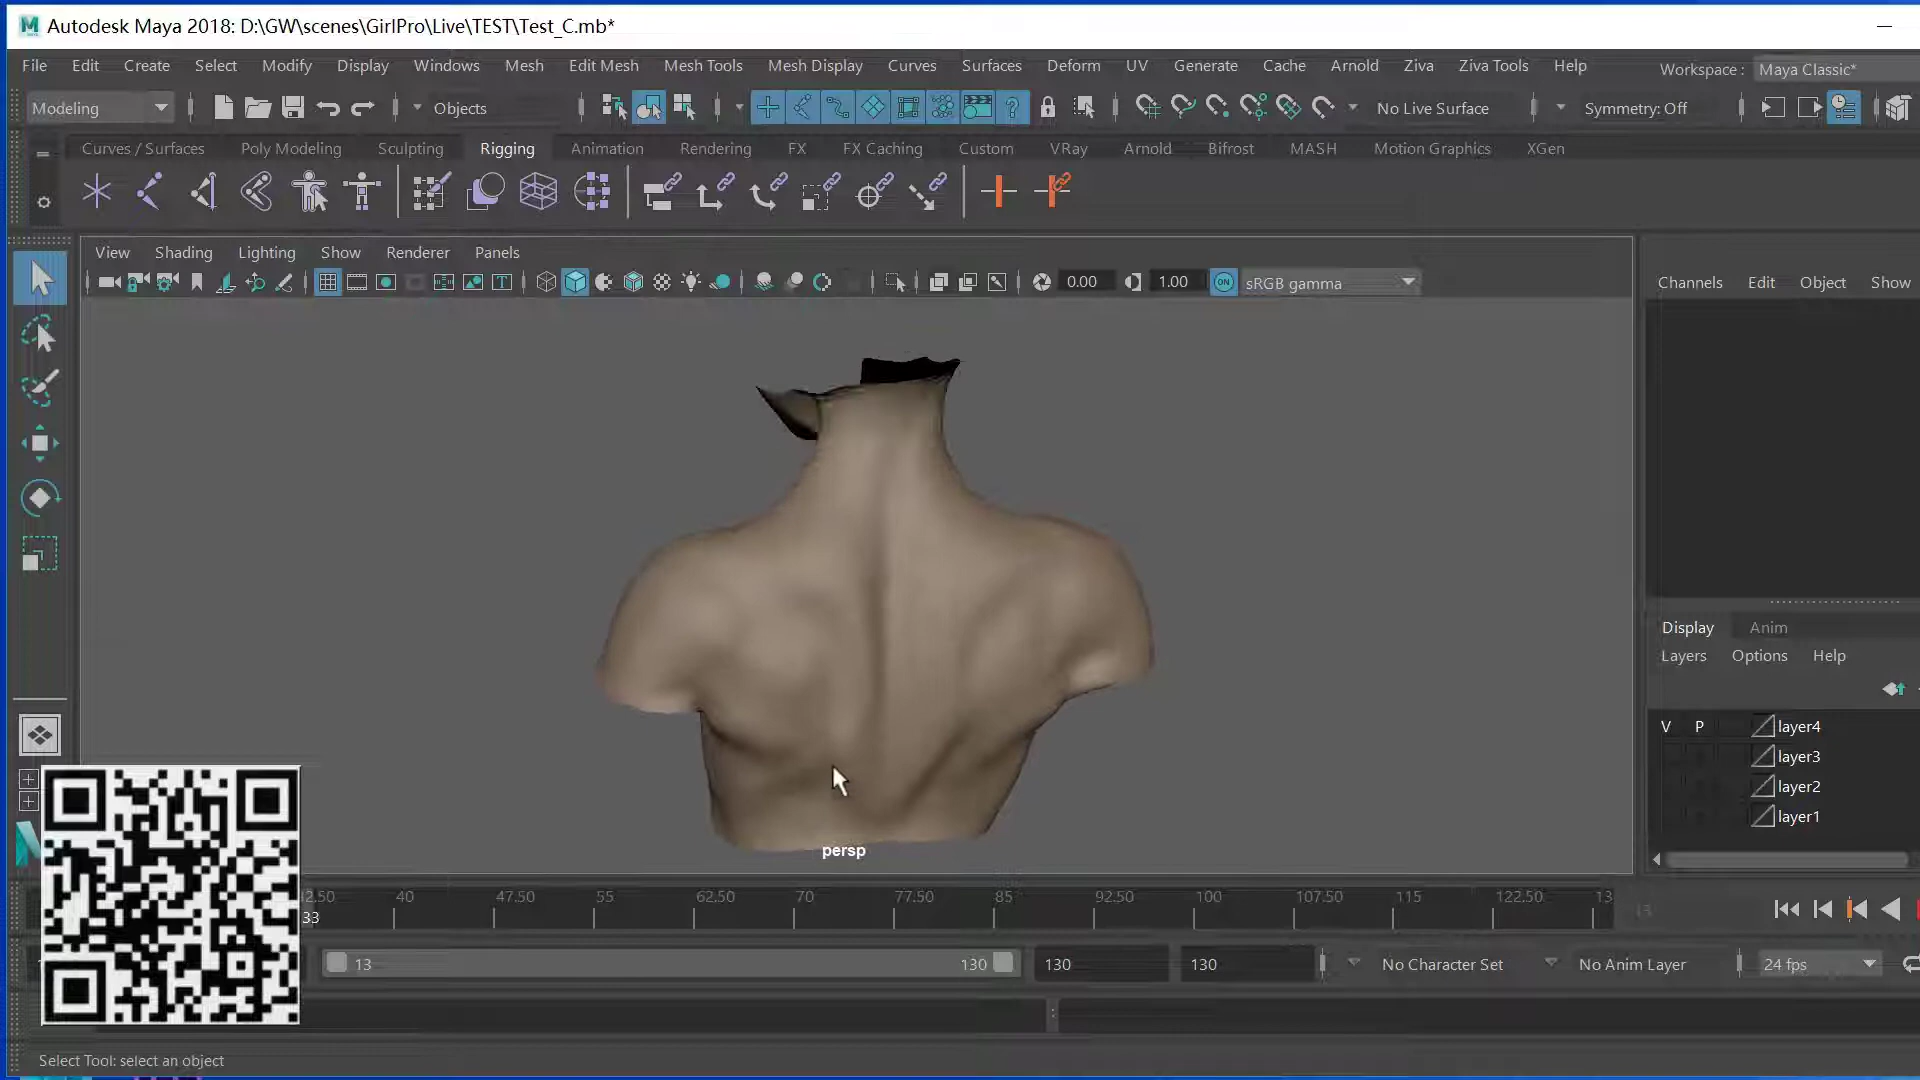 Autodesk Maya 2018: D:\GW\scenes\GirlPro\Live\TEST\Test_C.mb*
File Edit Create Select Modify Display Windows Mesh Edit Mesh Mesh Tools Mesh Display Curves Surfaces Deform UV Generate Cache Arnold Ziva Ziva Tools Help Workspace : Maya Classic*
Modeling Objects No Live Surface Symmetry: Off
Curves / Surfaces Poly Modeling Sculpting Rigging Animation Rendering FX FX Caching Custom VRay Arnold Bifrost MASH Motion Graphics XGen
View Shading Lighting Show Renderer Panels
0.00 1.00 ON sRGB gamma
Channels Edit Object Show
Display Anim
Layers Options Help
V P layer4
layer3
layer2
layer1
persp
40 47.50 55 62.50 70 77.50 85 92.50 100 107.50 115 122.50 13
33
13 130 130 130 No Character Set No Anim Layer 24 fps
Select Tool: select an object